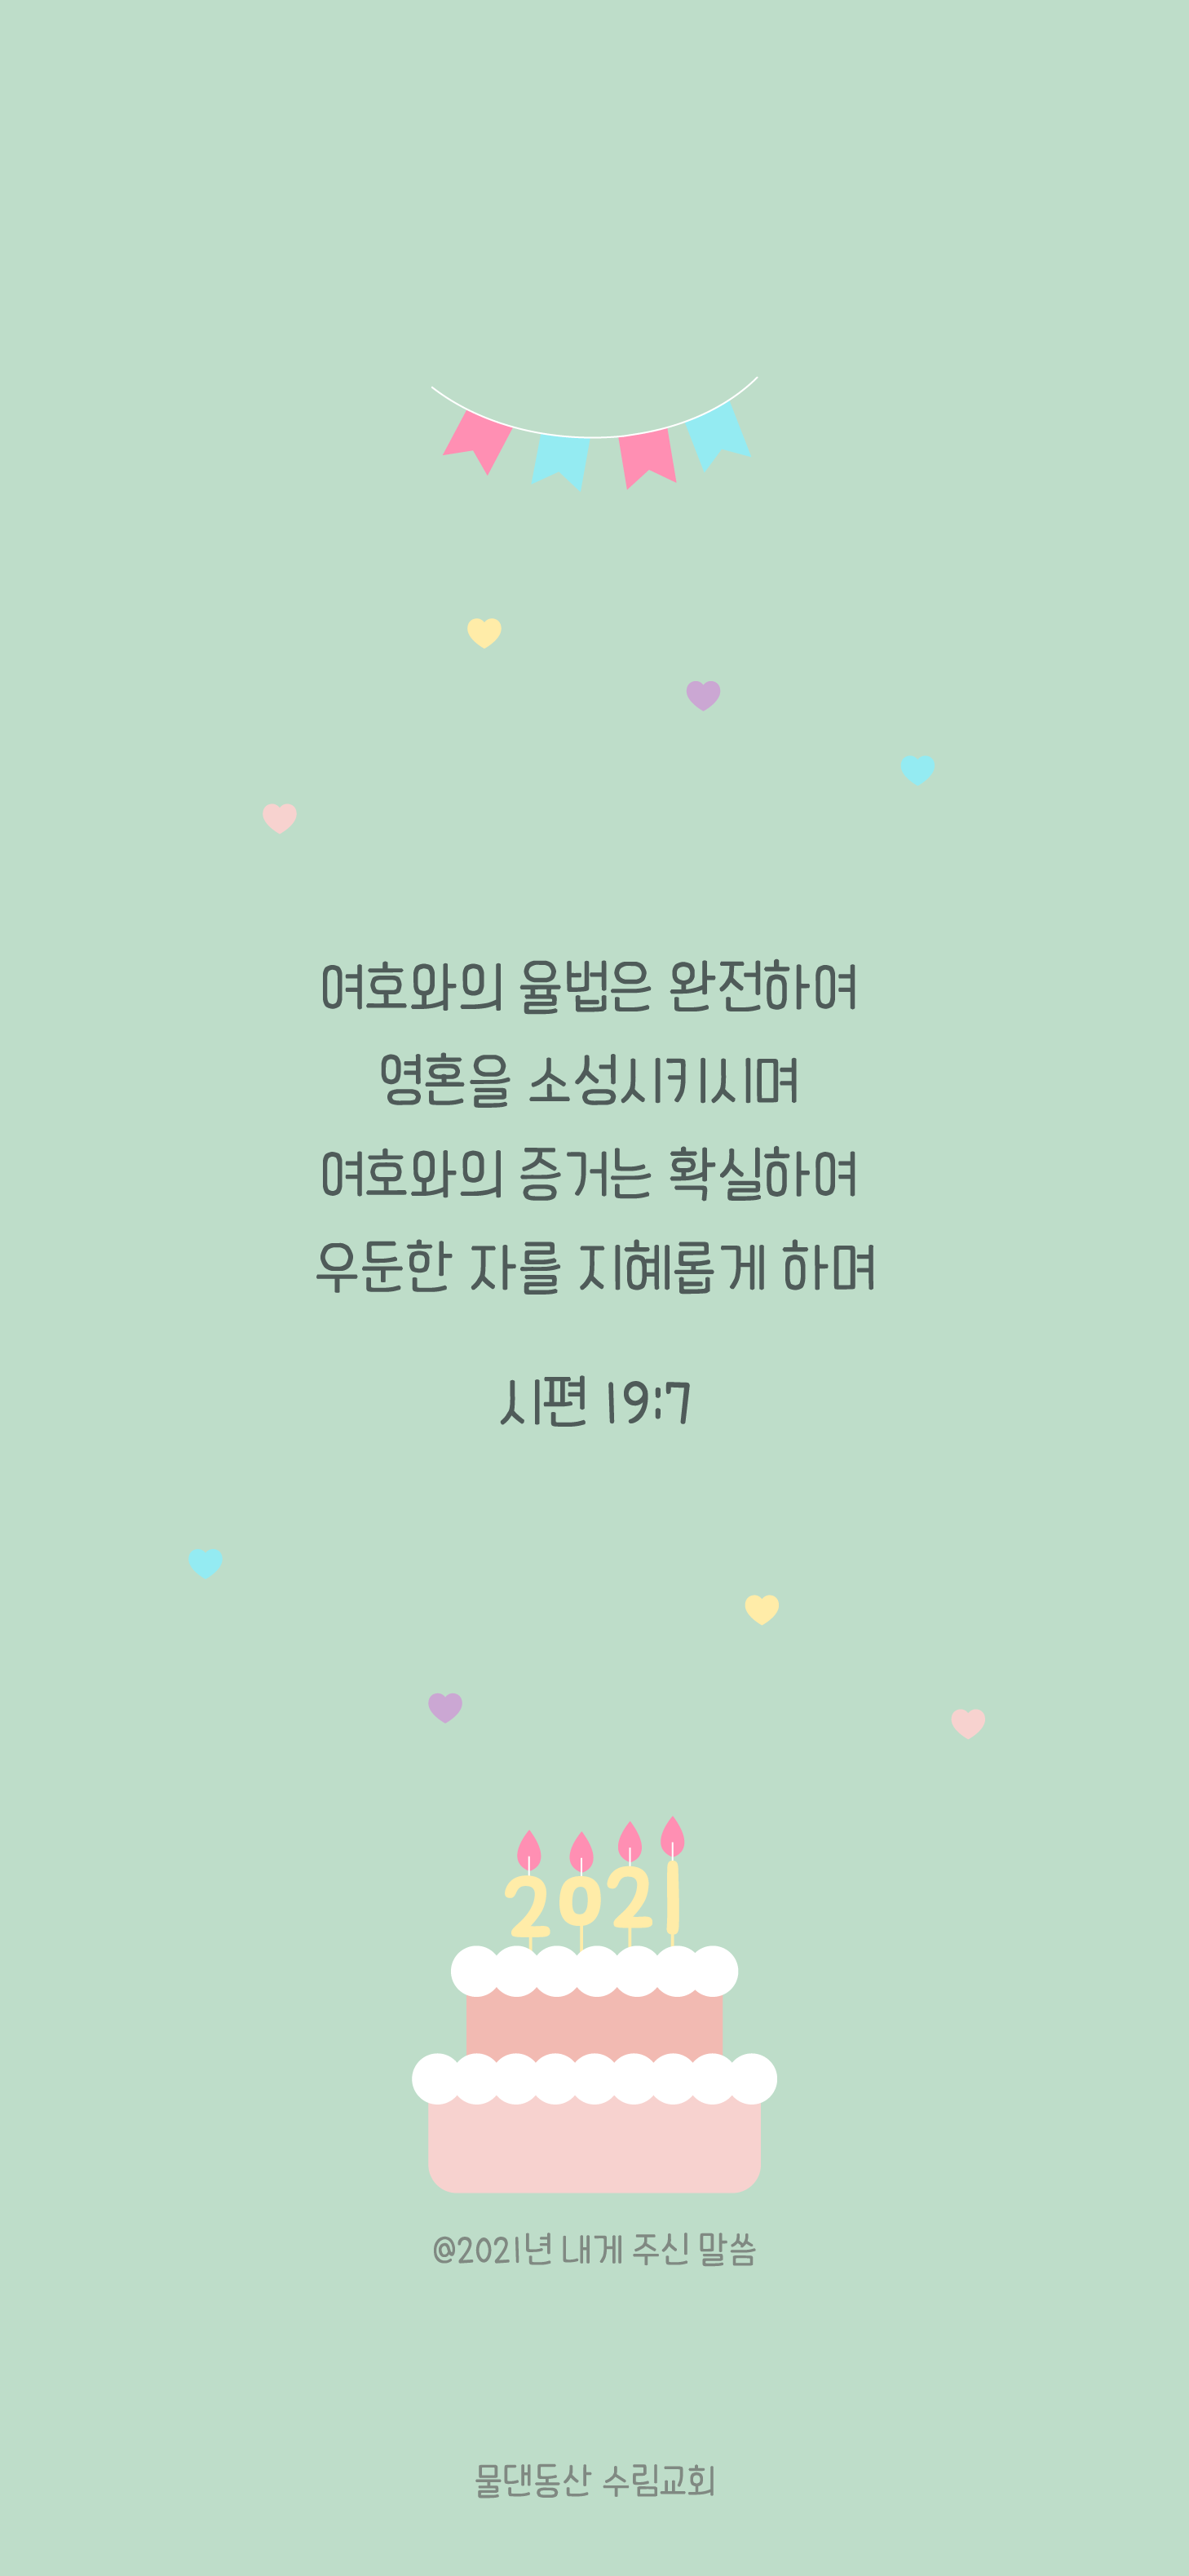 여호와의 율법은 완전하여
영혼을 소성시키시며
여호와의 증거는 확실하여
우둔한 자를 지혜롭게 하며
시편 19:7
2021
@2021년 내게 주신 말씀
물댄동산 수림교회